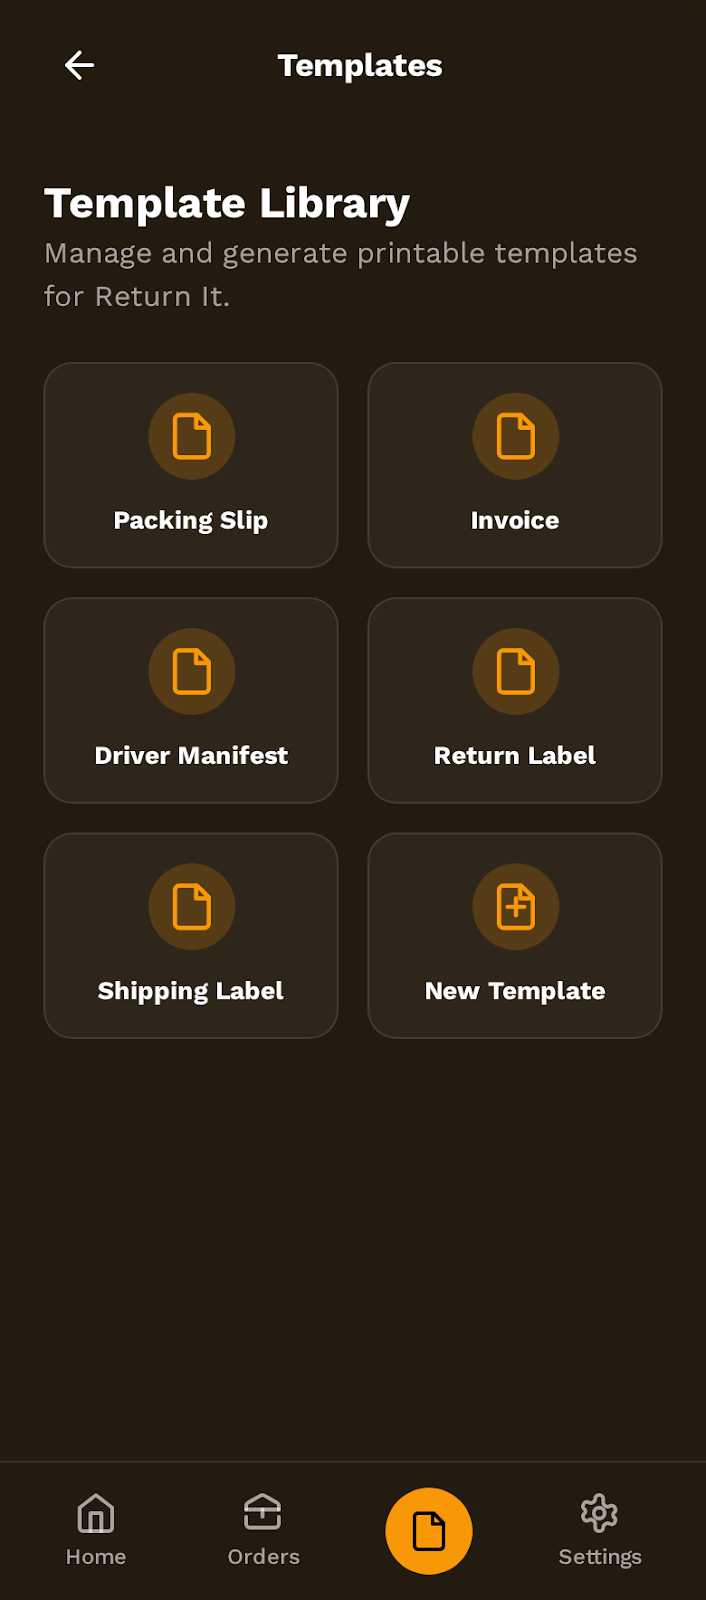 Templates
Template Library
Manage and generate printable templates
for Return It.
Packing Slip
Invoice
Driver Manifest
Return Label
Shipping Label
New Template
Home
Orders
Settings